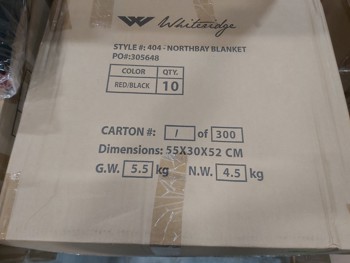 Whiteridge
STYLE #: 404 - NORTHBAY BLANKET
PO#:305648
COLOR QTY.
RED/BLACK 10
CARTON #: / of 300
Dimensions: 55X30X52 CM
G.W. 5.5 kg N.W. 4.5 kg